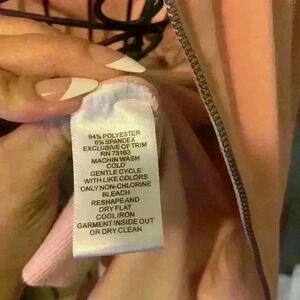 94% POLYESTER
6% SPANDEX
EXCLUSIVE OF TRIM
RN 73163
MACHIN WASH
COLD
GENTLE CYCLE
WITH LIKE COLORS
ONLY NON-CHLORINE
BLEACH
RESHAPE AND
DRY FLAT
COOL IRON
GARMENT INSIDE OUT
OR DRY CLEAN